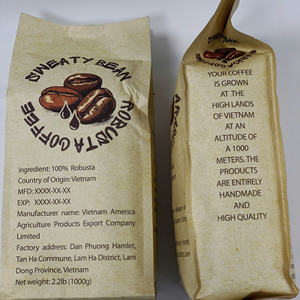 SWEATY BEAN
ROBUSTA COFFEE
Ingredient: 100% Robusta
Country of Origin: Vietnam
MFD: XXXX-XX-XX
EXP: XXXX-XX-XX
Manufacturer name: Vietnam America
Agriculture Products Export Company
Limited
Factory address: Dan Phuong Hamlet,
Tan Ha Commune, Lam Ha District, Lam
Dong Province, Vietnam
Net weight: 2.2lb (1000g)
YOUR COFFEE
IS GROWN
AT THE
HIGH LANDS
OF VIETNAM
AT AN
ALTITUDE OF
A 1000
METERS. THE
PRODUCTS
ARE ENTIRELY
HANDMADE
AND
HIGH QUALITY